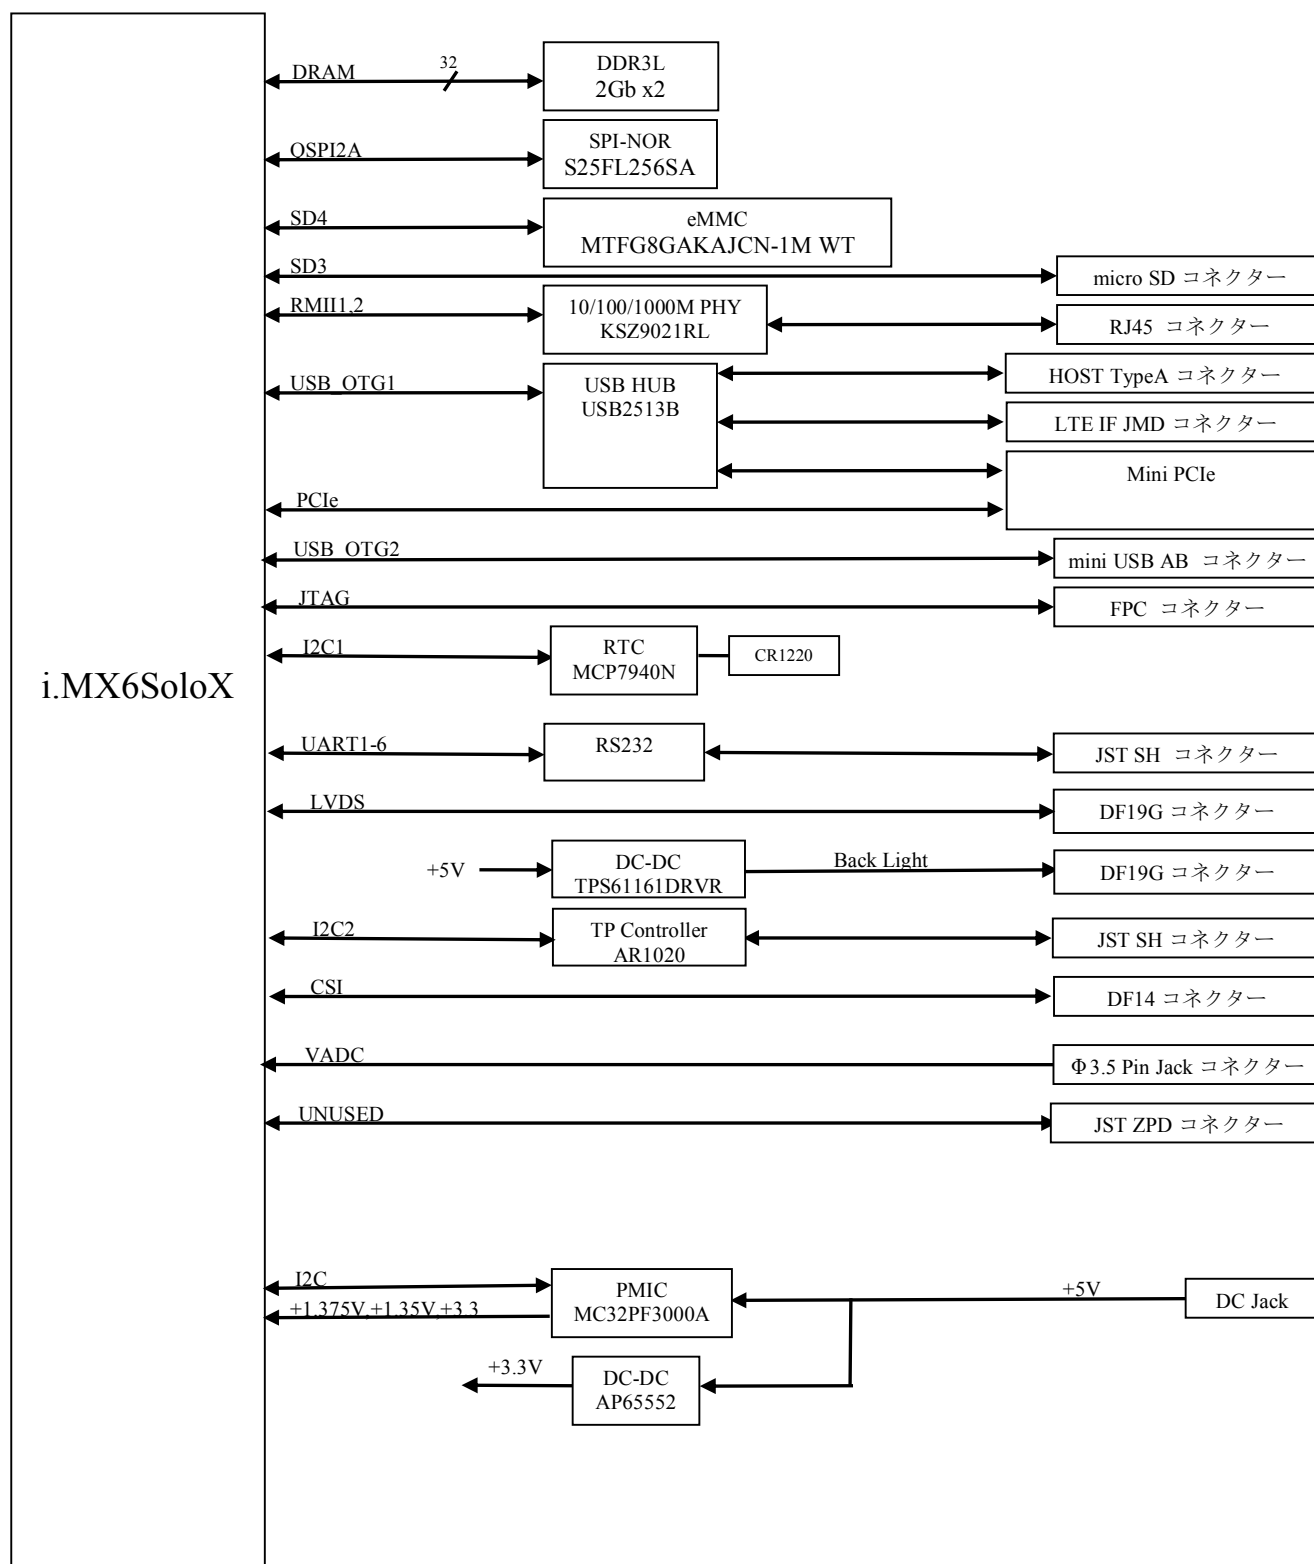 DRAM
32
DDR3L
2Gb x2
QSPI2A
SPI-NOR
S25FL256SA
SD4
eMMC
MTFG8GAKAJCN-1M WT
SD3
micro SD コネクター
RMII1,2
10/100/1000M PHY
KSZ9021RL
RJ45 コネクター
USB_OTG1
USB HUB
USB2513B
HOST TypeA コネクター
LTE IF JMD コネクター
Mini PCIe
PCIe
USB_OTG2
mini USB AB コネクター
JTAG
FPC コネクター
I2C1
RTC
MCP7940N
CR1220
i.MX6SoloX
UART1-6
RS232
JST SH コネクター
LVDS
DF19G コネクター
+5V
DC-DC
TPS61161DRVR
Back Light
DF19G コネクター
I2C2
TP Controller
AR1020
JST SH コネクター
CSI
DF14 コネクター
VADC
Φ3.5 Pin Jack コネクター
UNUSED
JST ZPD コネクター
I2C
+1.375V,+1.35V,+3.3
PMIC
MC32PF3000A
+5V
DC Jack
+3.3V
DC-DC
AP65552